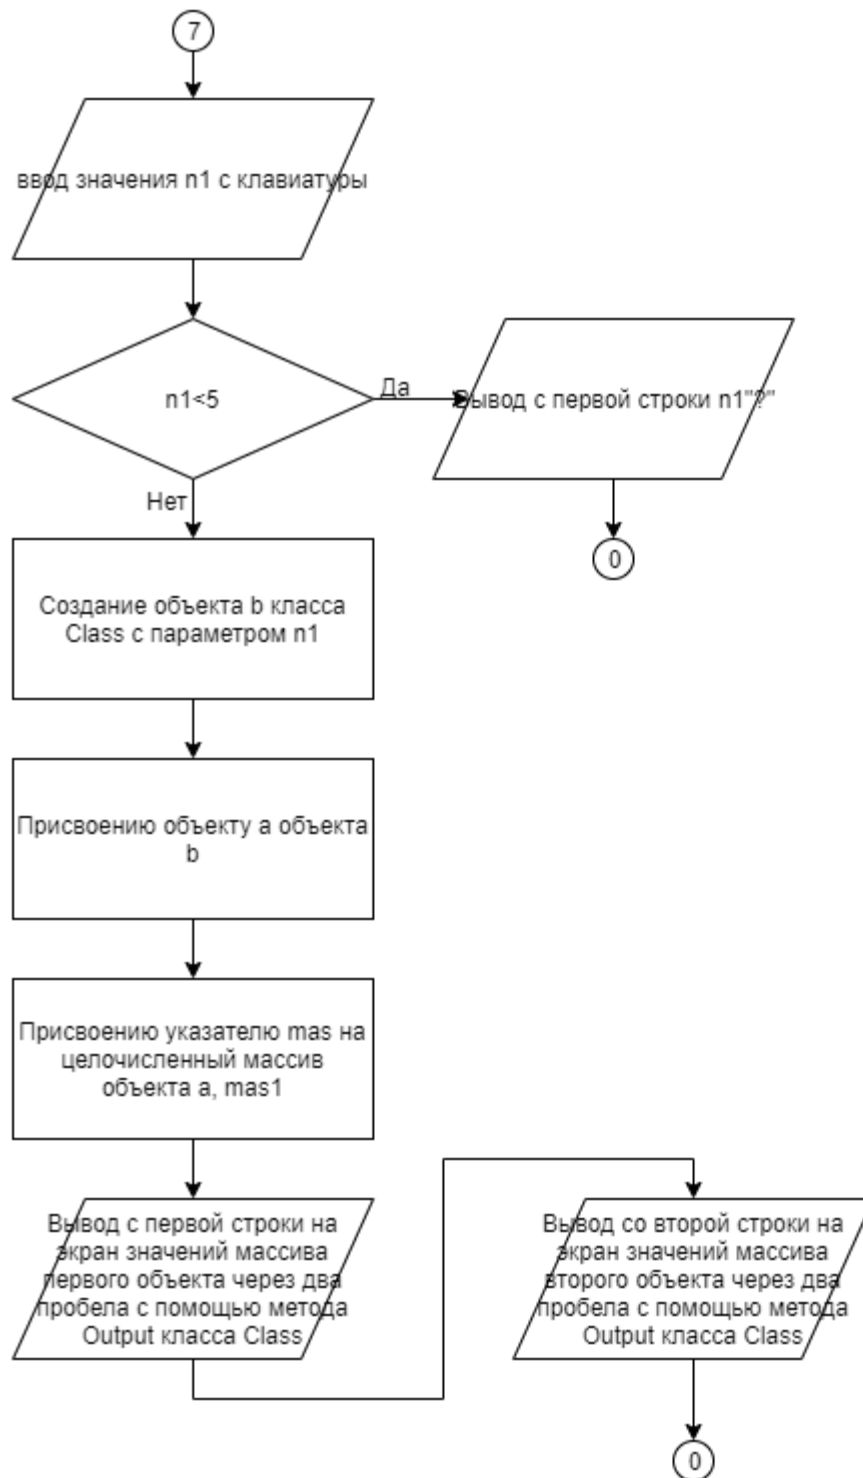 7
ввод значения n1 с клавиатуры
n1<5
Да
Вывод с первой строки n1"?"
Нет
0
Создание объекта b класса
Class с параметром n1
Присвоению объекту a объекта
b
Присвоению указателю mas на
целочисленный массив
объекта a, mas1
Вывод с первой строки на
экран значений массива
первого объекта через два
пробела с помощью метода
Output класса Class
Вывод со второй строки на
экран значений массива
второго объекта через два
пробела с помощью метода
Output класса Class
0